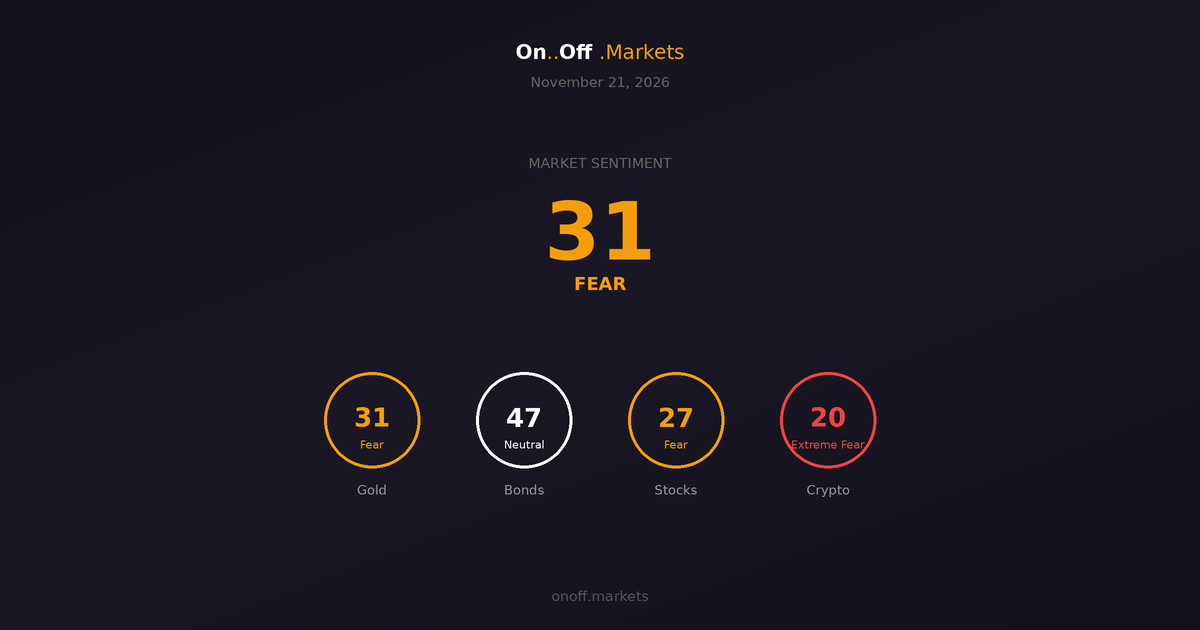 On..Off .Markets
November 21, 2026
MARKET SENTIMENT
31
FEAR
31 47 27 20
Fear Neutral Fear Extreme Fear
Gold Bonds Stocks Crypto
onoff.markets